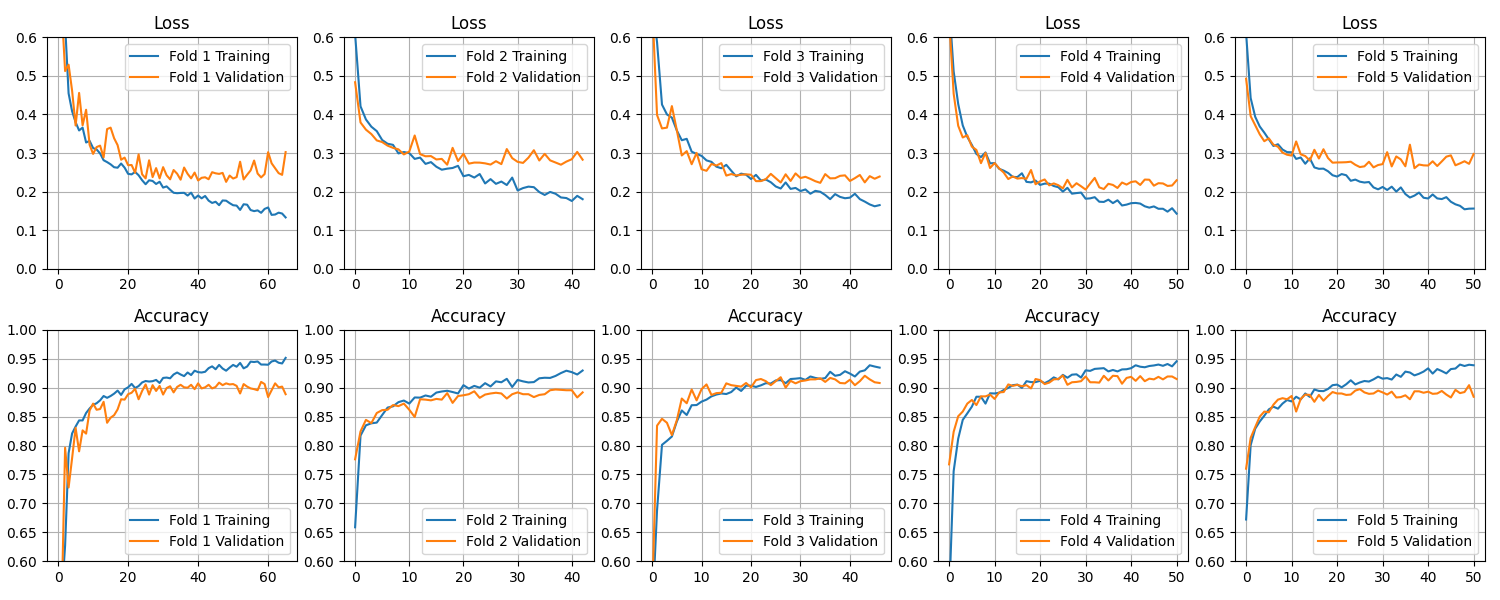 Loss Loss Loss Loss Loss
0.6 0.6 0.6 0.6 0.6
Fold 1 Training Fold 2 Training Fold 3 Training Fold 4 Training Fold 5 Training
Fold 1 Validation Fold 2 Validation Fold 3 Validation Fold 4 Validation Fold 5 Validation
0.5 0.5 0.5 0.5 0.5
0.4 0.4 0.4 0.4 0.4
0.3 0.3 0.3 0.3 0.3
0.2 0.2 0.2 0.2 0.2
0.1 0.1 0.1 0.1 0.1
0.0 0.0 0.0 0.0 0.0
0 20 40 60 0 10 20 30 40 0 10 20 30 40 0 10 20 30 40 50 0 10 20 30 40 50
Accuracy Accuracy Accuracy Accuracy Accuracy
1.00 1.00 1.00 1.00 1.00
0.95 0.95 0.95 0.95 0.95
0.90 0.90 0.90 0.90 0.90
0.85 0.85 0.85 0.85 0.85
0.80 0.80 0.80 0.80 0.80
0.75 0.75 0.75 0.75 0.75
0.70 0.70 0.70 0.70 0.70
Fold 1 Training Fold 2 Training Fold 3 Training Fold 4 Training Fold 5 Training
0.65 0.65 0.65 0.65 0.65
Fold 1 Validation Fold 2 Validation Fold 3 Validation Fold 4 Validation Fold 5 Validation
0.60 0.60 0.60 0.60 0.60
0 20 40 60 0 10 20 30 40 0 10 20 30 40 0 10 20 30 40 50 0 10 20 30 40 50